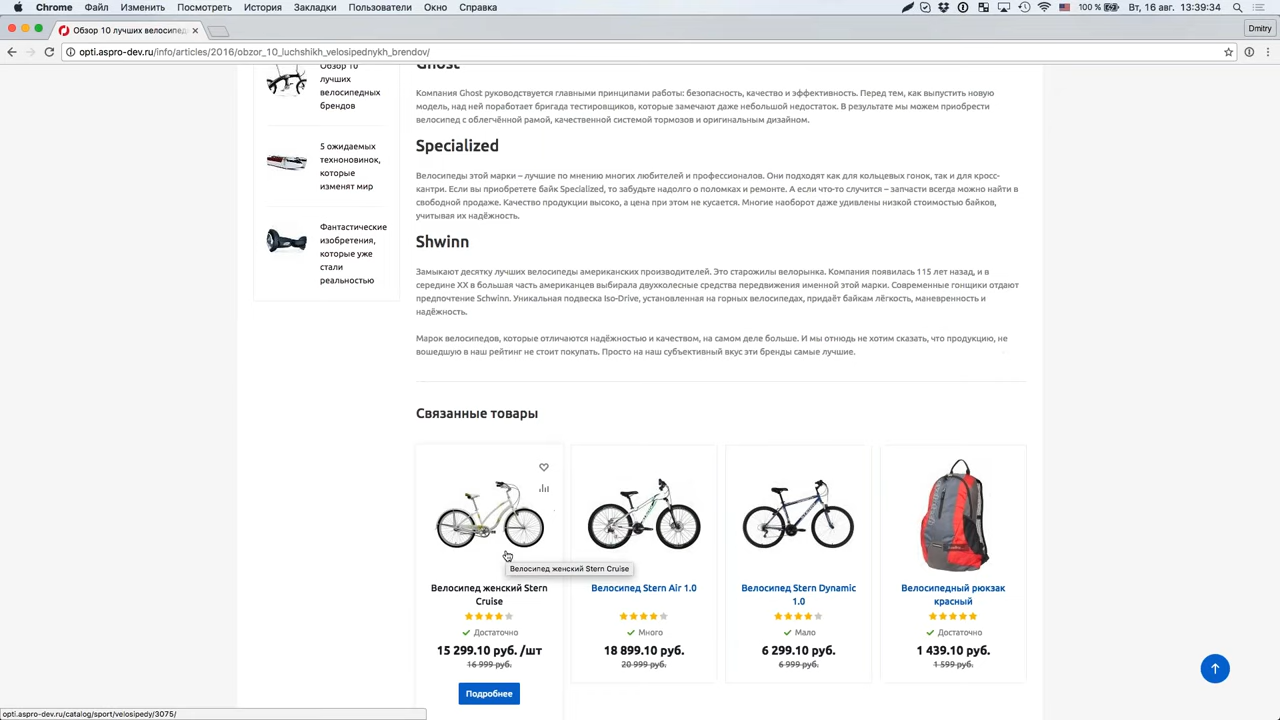 Chrome Файл Изменить Посмотреть История Закладки Пользователи Окно Справка 100 % Вт, 16 авг. 13:39:34
Обзор 10 лучших велосипед Dmitry
opti.aspro-dev.ru/info/articles/2016/obzor_10_luchshikh_velosipednykh_brendov/
Обзор 10
лучших
велосипедных
брендов
5 ожидаемых
техноновинок,
которые
изменят мир
Фантастические
изобретения,
которые уже
стали
реальностью
Ghost
Компания Ghost руководуствуется главными принципами работы: безопасность, качество и эффективность. Перед тем, как выпустить новую
модель, над ней поработает бригада тестировщиков, которые замечают даже небольшой недостаток. В результате мы можем приобрести
велосипед с облегчённой рамой, качественной системой тормозов и оригинальным дизайном.
Specialized
Велосипеды этой марки – лучшие по мнению многих любителей и профессионалов. Они подходят как для кольцевых гонок, так и для кросс-
кантри. Если вы приобретете байк Specialized, то забудьте надолго о поломках и ремонте. А если что-то случится – запчасти всегда можно найти в
свободной продаже. Качество продукции высоко, а цена при этом не кусается. Многие наоборот даже удивлены низкой стоимостью байков,
учитывая их надёжность.
Shwinn
Замыкают десятку лучших велосипеды американских производителей. Это старожилы велорынка. Компания появилась 115 лет назад, и в
середине XX в большая часть американцев выбирала двухколесные средства передвижения именной этой марки. Современные гонщики отдают
предпочтение Schwinn. Уникальная подвеска Iso-Drive, установленная на горных велосипедах, придаёт байкам лёгкость, маневренность и
надёжность.
Марок велосипедов, которые отличаются надёжностью и качеством, на самом деле больше. И мы отнюдь не хотим сказать, что продукцию, не
вошедшую в наш рейтинг не стоит покупать. Просто на наш субъективный вкус эти бренды самые лучшие.
Связанные товары
Велосипед женский Stern Cruise
Велосипед женский Stern
Cruise
Достаточно
15 299.10 руб. /шт
16 999 руб.
Подробнее
Велосипед Stern Air 1.0
Много
18 899.10 руб.
20 999 руб.
Велосипед Stern Dynamic
1.0
Мало
6 299.10 руб.
6 999 руб.
Велосипедный рюкзак
красный
Достаточно
1 439.10 руб.
1 599 руб.
opti.aspro-dev.ru/catalog/sport/velosipedy/3075/